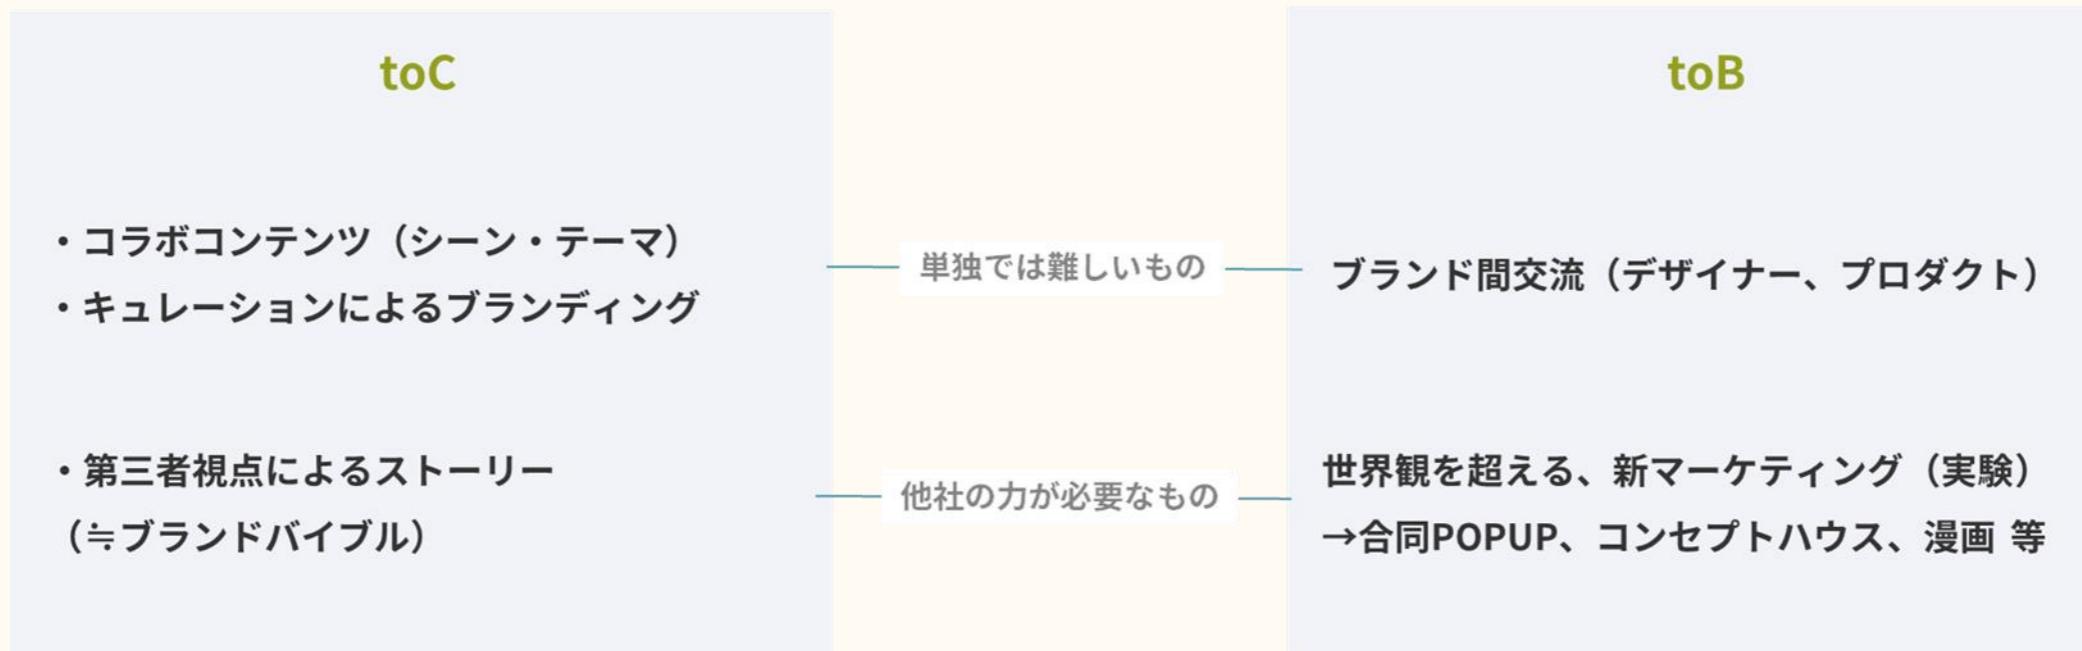 toC
・コラボコンテンツ（シーン・テーマ）
・キュレーションによるブランディング
・第三者視点によるストーリー
（≒ブランドバイブル）
単独では難しいもの
他社の力が必要なもの
toB
ブランド間交流（デザイナー、プロダクト）
世界観を超える、新マーケティング（実験）
→合同POPUP、コンセプトハウス、漫画 等